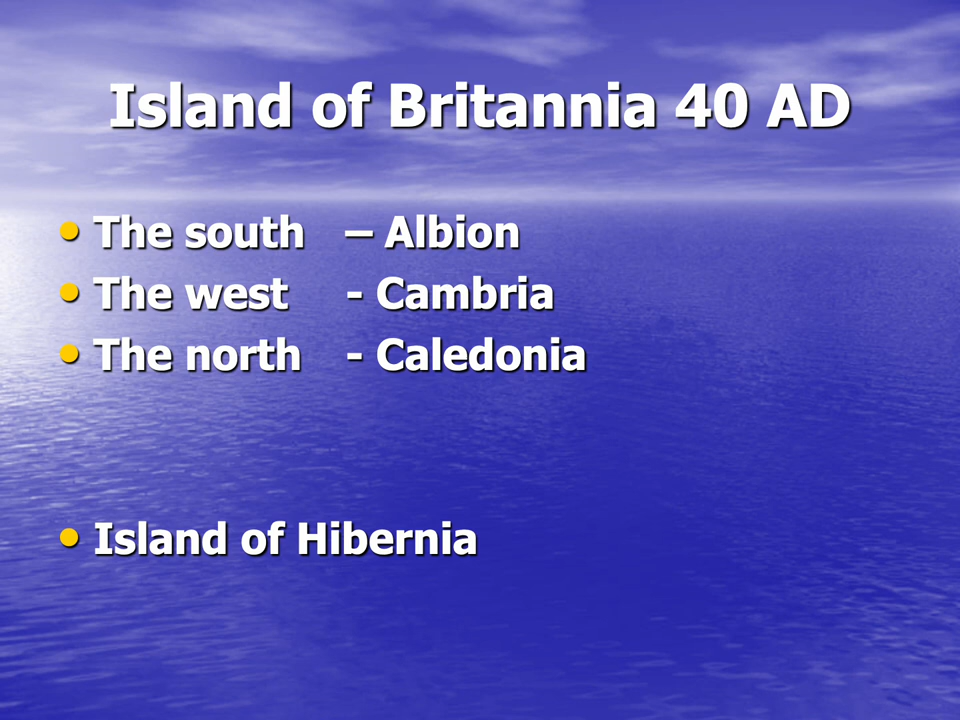 Island of Britannia 40 AD
• The south – Albion
• The west - Cambria
• The north - Caledonia
• Island of Hibernia